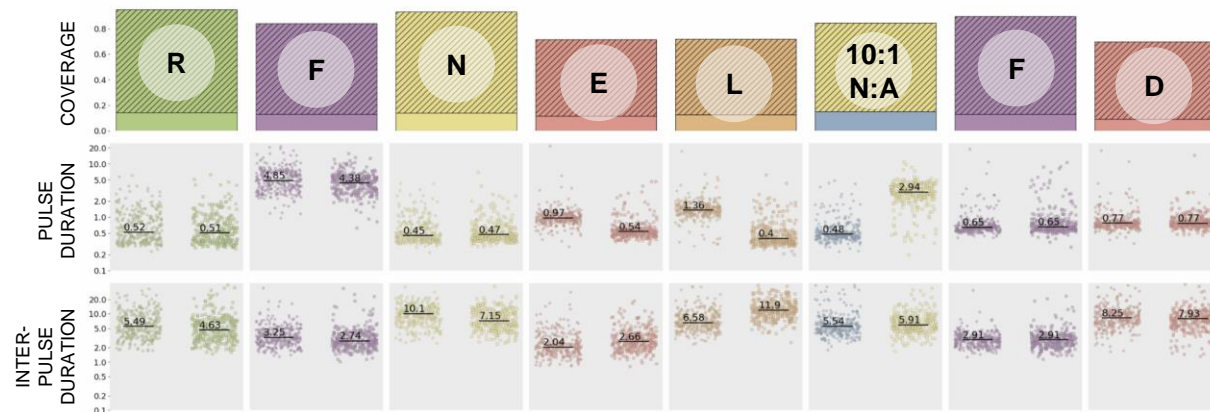 COVERAGE
0.8
0.6
0.4
0.2
0.0
R
F
N
E
L
10:1
N:A
F
D
PULSE
DURATION
20.0
10.0
5.0
2.0
1.0
0.5
0.2
0.1
0.52 0.51
4.85 4.38
0.45 0.47
0.97 0.54
1.36 0.4
0.48 2.94
0.65 0.65
0.77 0.77
INTER-
PULSE
DURATION
20.0
10.0
5.0
2.0
1.0
0.5
0.2
0.1
5.49 4.63
3.25 2.74
10.1 7.15
2.04 2.66
6.58 11.9
5.54 5.91
2.91 2.91
8.25 7.93